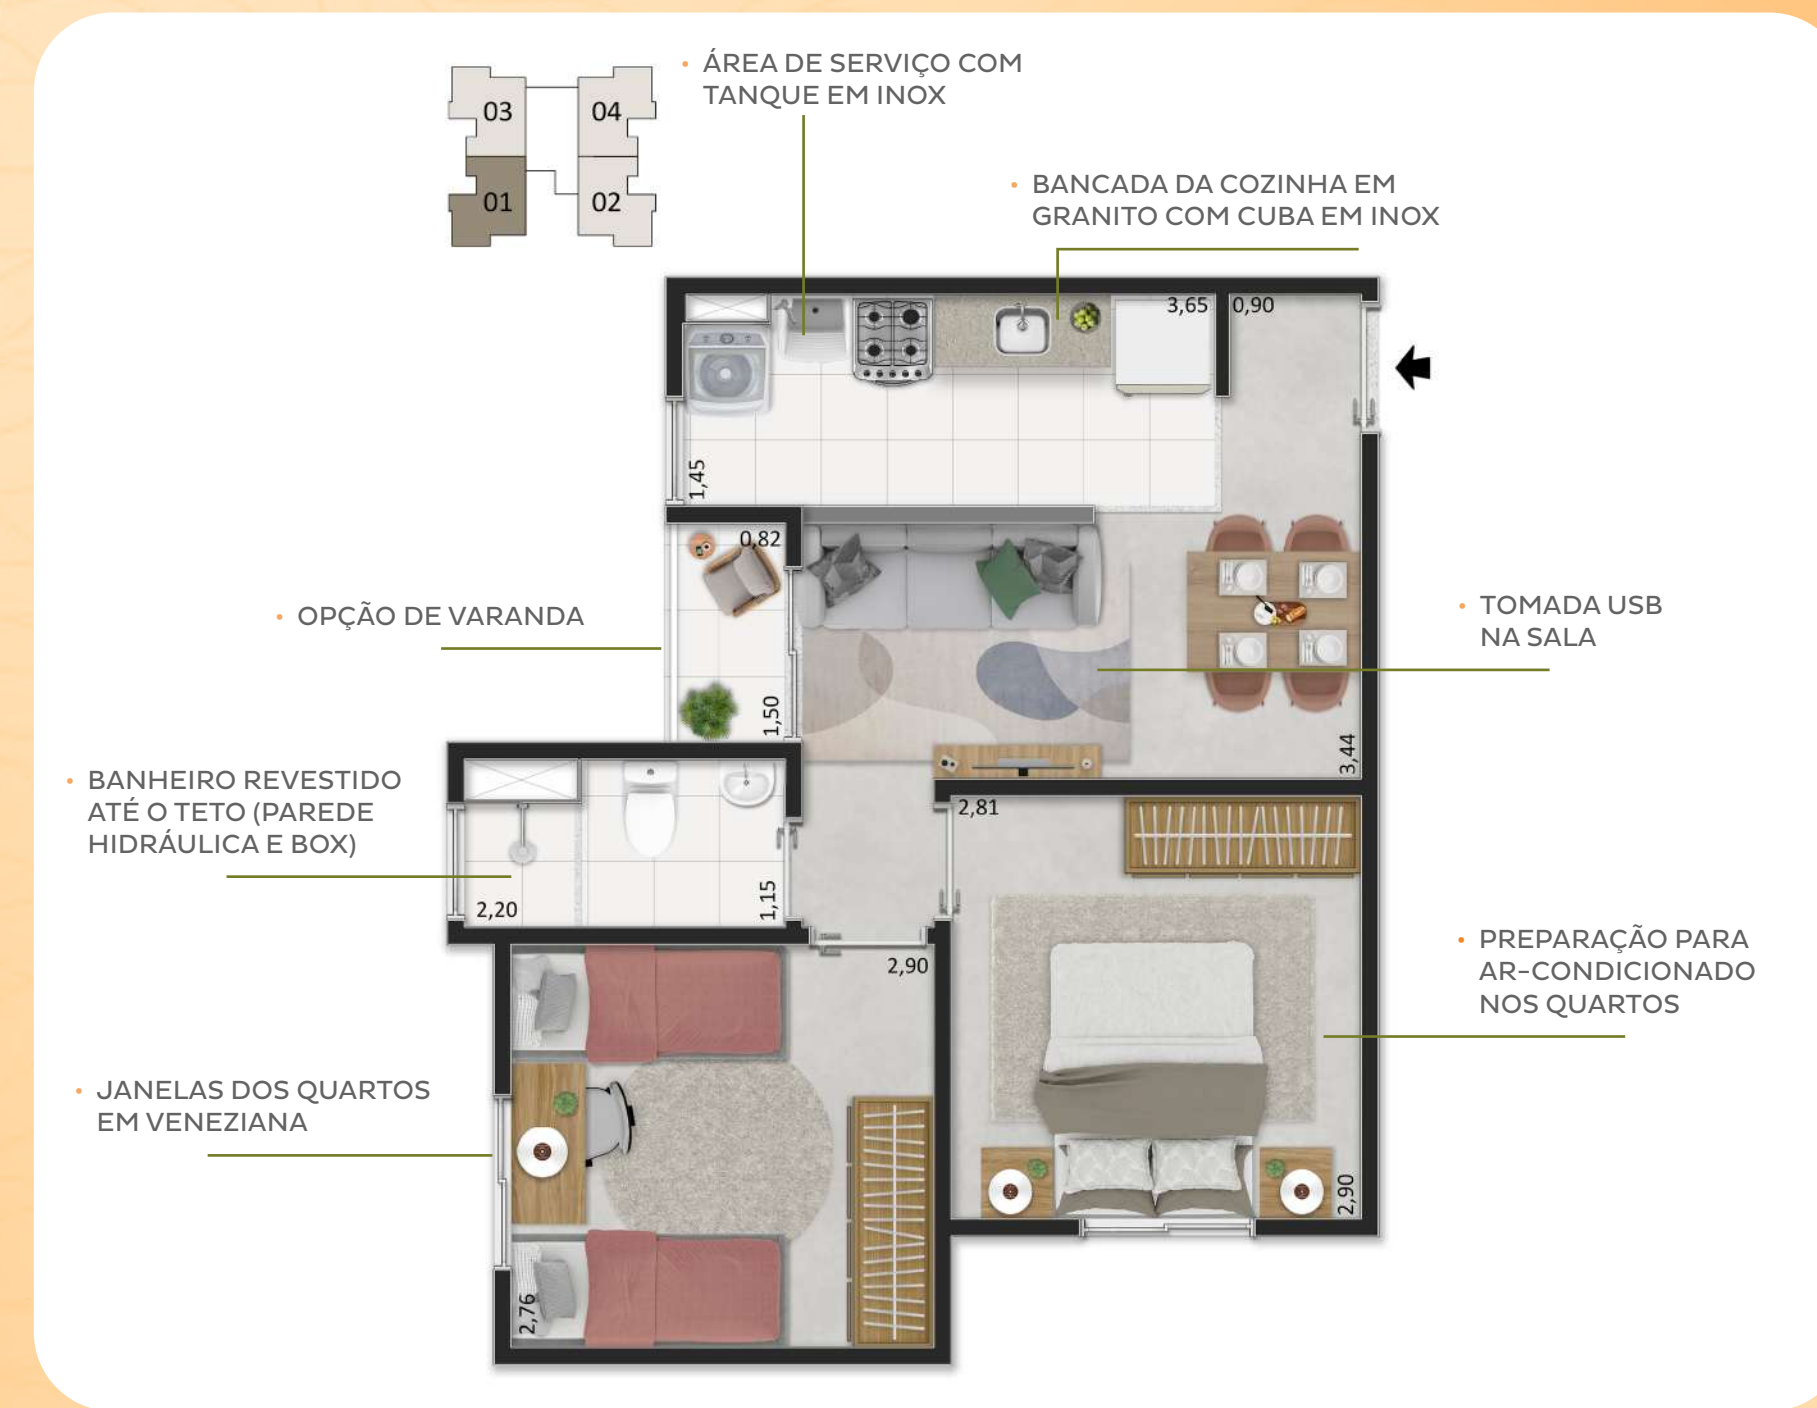 • ÁREA DE SERVIÇO COM
TANQUE EM INOX
03
04
01
02
• BANCADA DA COZINHA EM
GRANITO COM CUBA EM INOX
3,65
0,90
1,45
0,82
• OPÇÃO DE VARANDA
1,50
• TOMADA USB
NA SALA
3,44
• BANHEIRO REVESTIDO
ATÉ O TETO (PAREDE
HIDRÁULICA E BOX)
2,81
2,20
1,15
2,90
• PREPARAÇÃO PARA
AR-CONDICIONADO
NOS QUARTOS
• JANELAS DOS QUARTOS
EM VENEZIANA
2,90
2,76